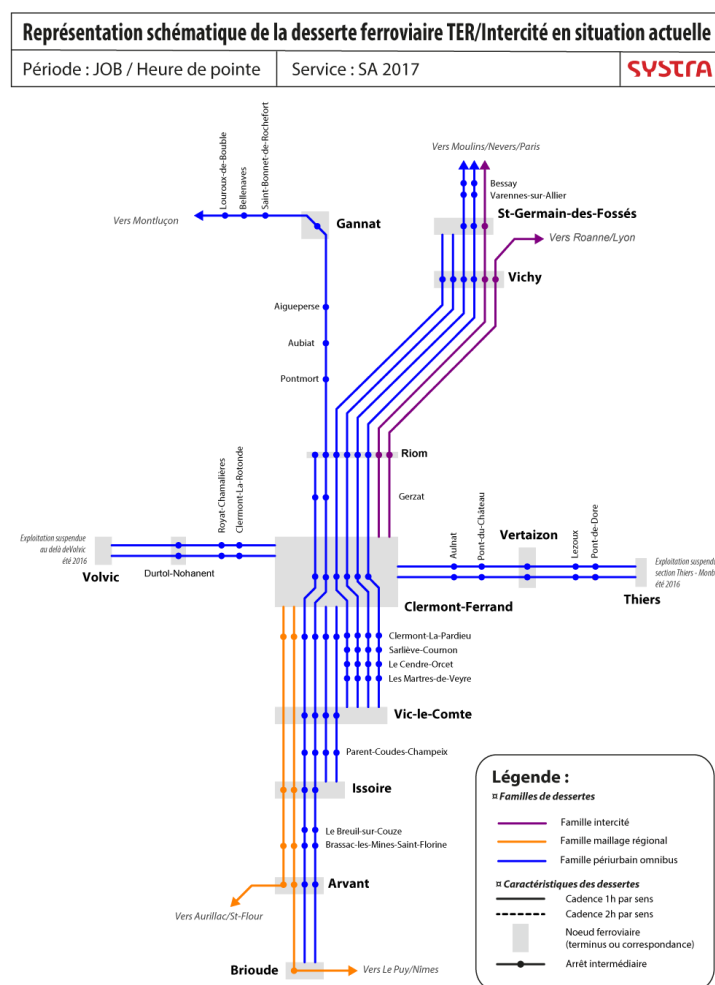 Représentation schématique de la desserte ferroviaire TER/Intercité en situation actuelle
Période : JOB / Heure de pointe
Service : SA 2017
SYSTRA
Vers Moulins/Nevers/Paris
Louroux-de-Bouble
Bellenaves
Saint-Bonnet-de-Rochefort
Bessay
Varennes-sur-Allier
St-Germain-des-Fossés
Vers Montluçon
Gannat
Vers Roanne/Lyon
Vichy
Aigueperse
Aubiat
Pontmort
Riom
Gerzat
Royat-Chamalières
Clermont-La-Rotonde
Exploitation suspendue
au delà deVolvic
été 2016
Volvic
Durtol-Nohanent
Aulnat
Pont-du-Château
Vertaizon
Lezoux
Pont-de-Dore
Exploitation suspend
section Thiers - Montb
été 2016
Thiers
Clermont-Ferrand
Clermont-La-Pardieu
Sarliève-Cournon
Le Cendre-Orcet
Les Martres-de-Veyre
Vic-le-Comte
Parent-Coudes-Champeix
Issoire
Le Breuil-sur-Couze
Brassac-les-Mines-Sainte-Florine
Arvant
Vers Aurillac/St-Flour
Brioude
Vers Le Puy/Nîmes
Légende :
¤ Familles de dessertes
Famille intercité
Famille maillage régional
Famille périurbain omnibus
¤ Caractéristiques des dessertes
Cadence 1h par sens
Cadence 2h par sens
Noeud ferroviaire
(terminus ou correspondance)
Arrêt intermédiaire